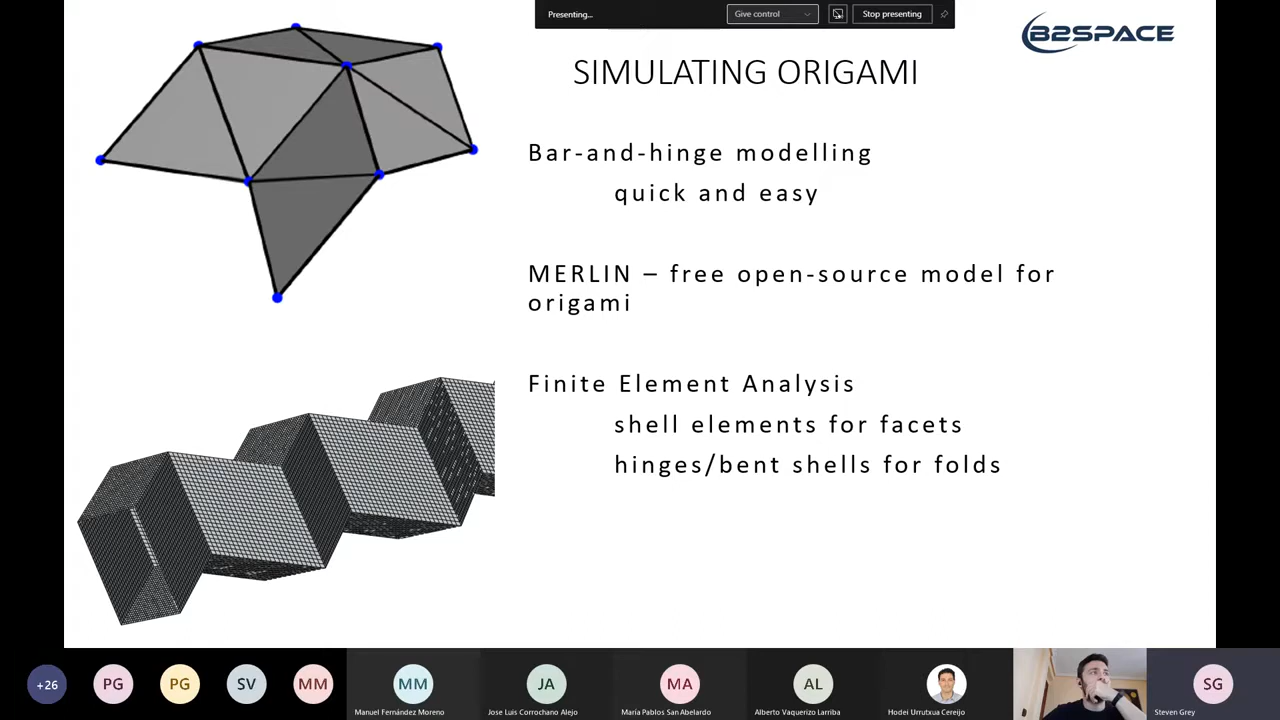 Presenting...
Give control
Stop presenting
B2SPACE
SIMULATING ORIGAMI
Bar-and-hinge modelling
quick and easy
MERLIN – free open-source model for
origami
Finite Element Analysis
shell elements for facets
hinges/bent shells for folds
+26
PG
PG
SV
MM
MM
JA
MA
AL
SG
Manuel Fernández Moreno
Jose Luis Corrochano Alejo
María Pablos San Abelardo
Alberto Vaquerizo Larriba
Hodei Urrutxua Cereijo
Steven Grey